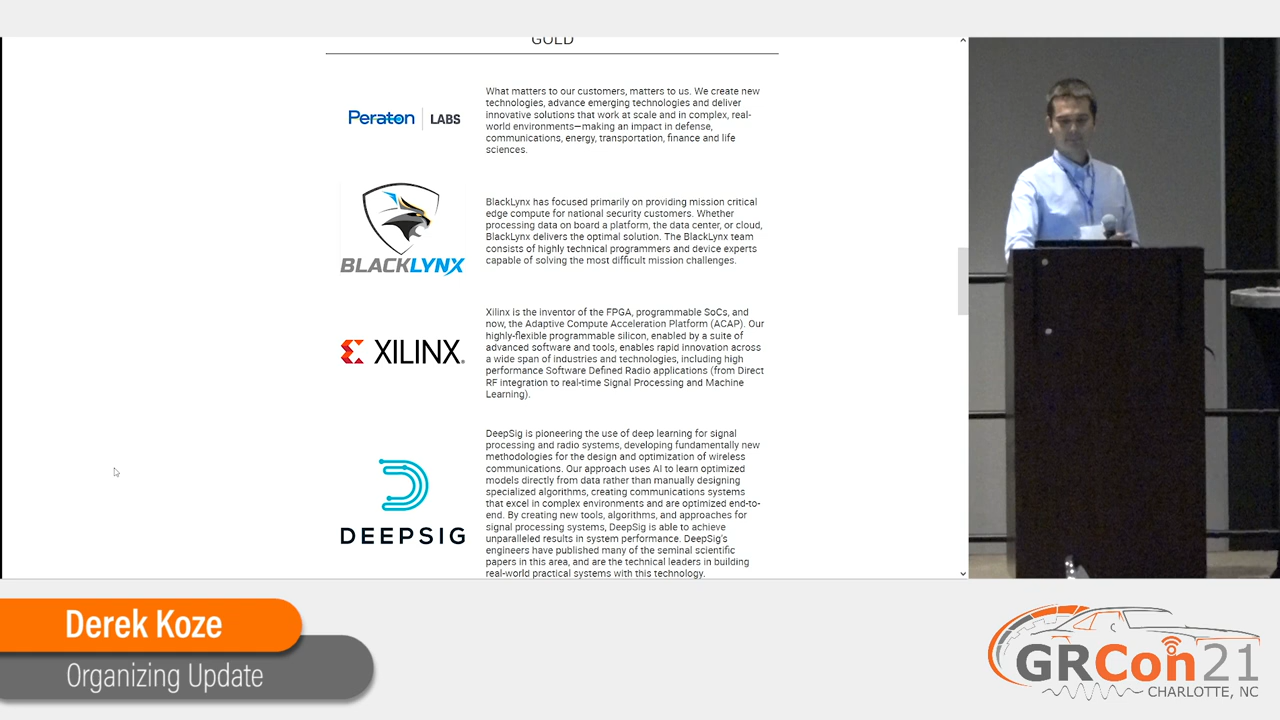 GOLD
Peraton | LABS
What matters to our customers, matters to us. We create new
technologies, advance emerging technologies and deliver
innovative solutions that work at scale and in complex, real-
world environments—making an impact in defense,
communications, energy, transportation, finance and life
sciences.
BLACKLYNX
BlackLynx has focused primarily on providing mission critical
edge compute for national security customers. Whether
processing data on board a platform, the data center, or cloud,
BlackLynx delivers the optimal solution. The BlackLynx team
consists of highly technical programmers and device experts
capable of solving the most difficult mission challenges.
XILINX®
Xilinx is the inventor of the FPGA, programmable SoCs, and
now, the Adaptive Compute Acceleration Platform (ACAP). Our
highly-flexible programmable silicon, enabled by a suite of
advanced software and tools, enables rapid innovation across
a wide span of industries and technologies, including high
performance Software Defined Radio applications (from Direct
RF integration to real-time Signal Processing and Machine
Learning).
DEEPSIG
DeepSig is pioneering the use of deep learning for signal
processing and radio systems, developing fundamentally new
methodologies for the design and optimization of wireless
communications. Our approach uses AI to learn optimized
models directly from data rather than manually designing
specialized algorithms, creating communications systems
that excel in complex environments and are optimized end-to-
end. By creating new tools, algorithms, and approaches for
signal processing systems, DeepSig is able to achieve
unparalleled results in system performance. DeepSig's
engineers have published many of the seminal scientific
papers in this area, and are the technical leaders in building
real-world practical systems with this technology.
Derek Koze
Organizing Update
GRCon21
CHARLOTTE, NC